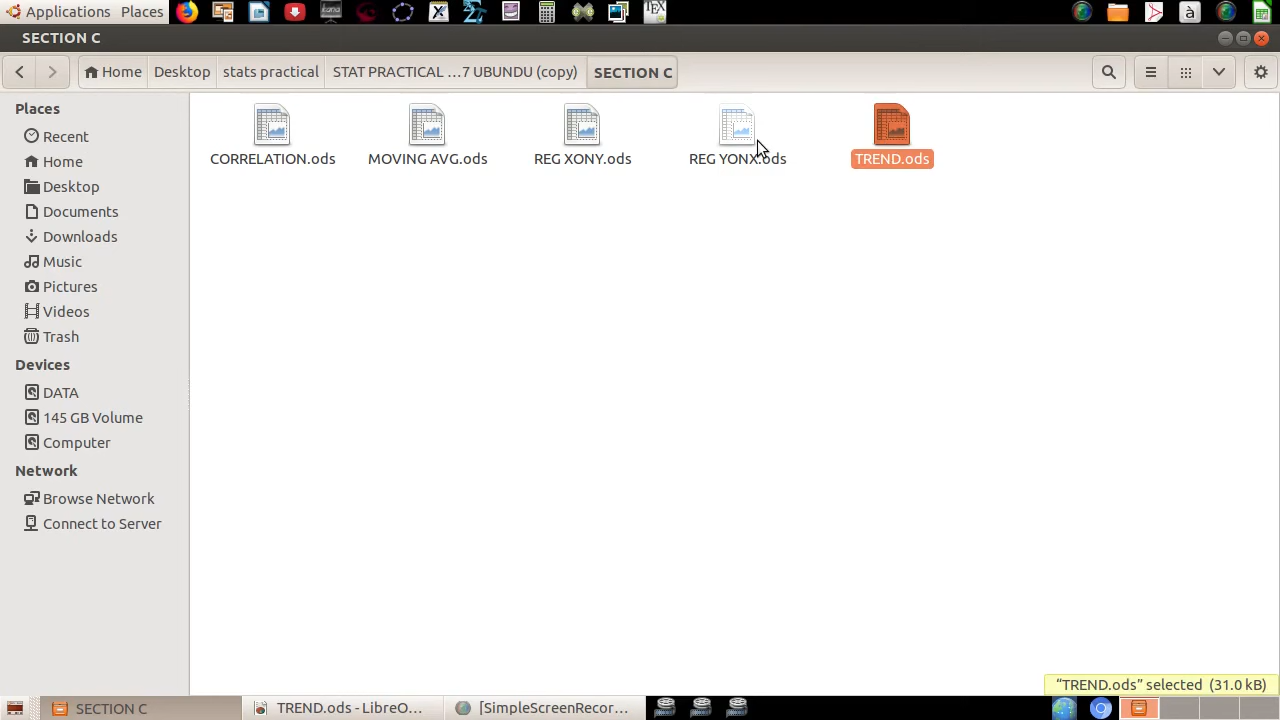 Applications Places
SECTION C
Home Desktop stats practical STAT PRACTICAL …7 UBUNDU (copy) SECTION C
Places
Recent
Home
Desktop
Documents
Downloads
Music
Pictures
Videos
Trash
Devices
DATA
145 GB Volume
Computer
Network
Browse Network
Connect to Server
CORRELATION.ods MOVING AVG.ods REG XONY.ods REG YONX.ods TREND.ods
“TREND.ods” selected (31.0 kB)
SECTION C TREND.ods - LibreO… [SimpleScreenRecor…